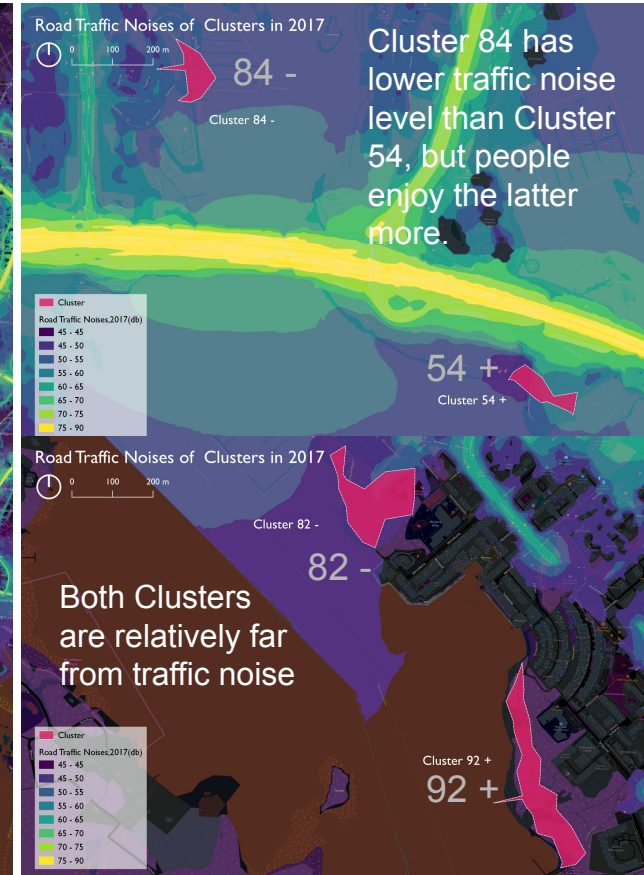 Road Traffic Noises of Clusters in 2017
0 100 200 m
84 -
Cluster 84 -
Cluster 84 has
lower traffic noise
level than Cluster
54, but people
enjoy the latter
more.
Cluster
Road Traffic Noises,2017(db)
45 - 45
45 - 50
50 - 55
55 - 60
60 - 65
65 - 70
70 - 75
75 - 90
54 +
Cluster 54 +
Road Traffic Noises of Clusters in 2017
0 100 200 m
Cluster 82 -
82 -
Both Clusters
are relatively far
from traffic noise
Cluster 92 +
92 +
Cluster
Road Traffic Noises,2017(db)
45 - 45
45 - 50
50 - 55
55 - 60
60 - 65
65 - 70
70 - 75
75 - 90